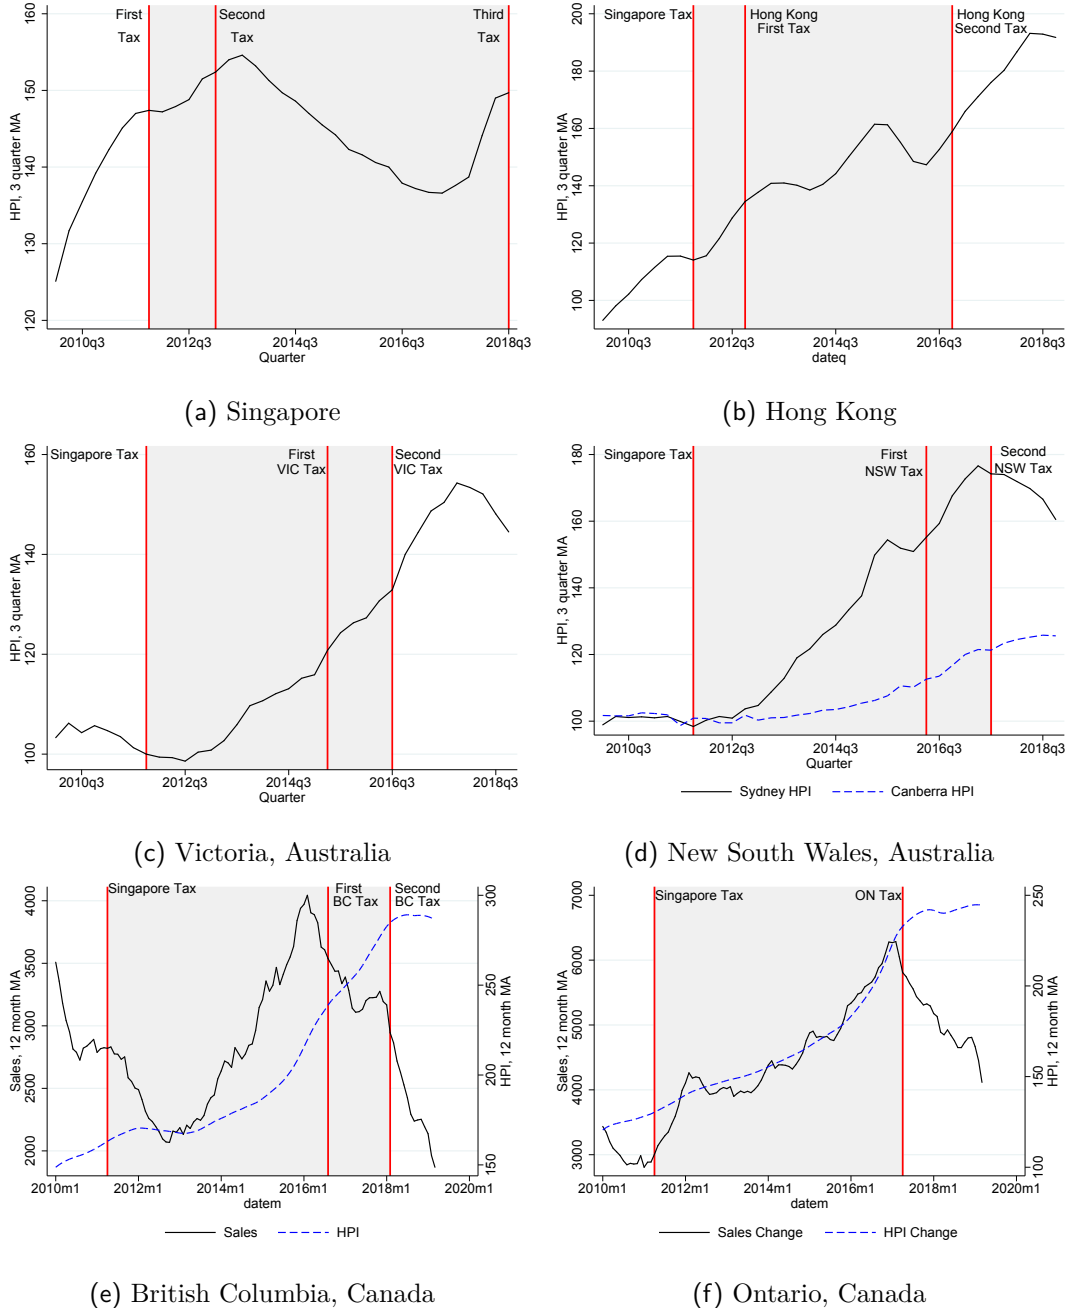 First Second Third
Tax Tax Tax
HPI, 3 quarter MA
160
150
140
130
120
2010q3 2012q3 2014q3 2016q3 2018q3
Quarter
(a) Singapore
Singapore Tax Hong Kong Hong Kong
First Tax Second Tax
HPI, 3 quarter MA
200
180
160
140
120
100
2010q3 2012q3 2014q3 2016q3 2018q3
dateq
(b) Hong Kong
Singapore Tax First Second
VIC Tax VIC Tax
HPI, 3 quarter MA
160
140
120
100
2010q3 2012q3 2014q3 2016q3 2018q3
Quarter
(c) Victoria, Australia
Singapore Tax First Second
NSW Tax NSW Tax
HPI, 3 quarter MA
180
160
140
120
100
2010q3 2012q3 2014q3 2016q3 2018q3
Quarter
Sydney HPI Canberra HPI
(d) New South Wales, Australia
Singapore Tax First Second
BC Tax BC Tax
Sales, 12 month MA
4000
3500
3000
2500
2000
HPI, 12 month MA
300
250
200
150
2010m1 2012m1 2014m1 2016m1 2018m1 2020m1
datem
Sales HPI
(e) British Columbia, Canada
Singapore Tax ON Tax
Sales, 12 month MA
7000
6000
5000
4000
3000
HPI, 12 month MA
250
200
150
100
2010m1 2012m1 2014m1 2016m1 2018m1 2020m1
datem
Sales Change HPI Change
(f) Ontario, Canada